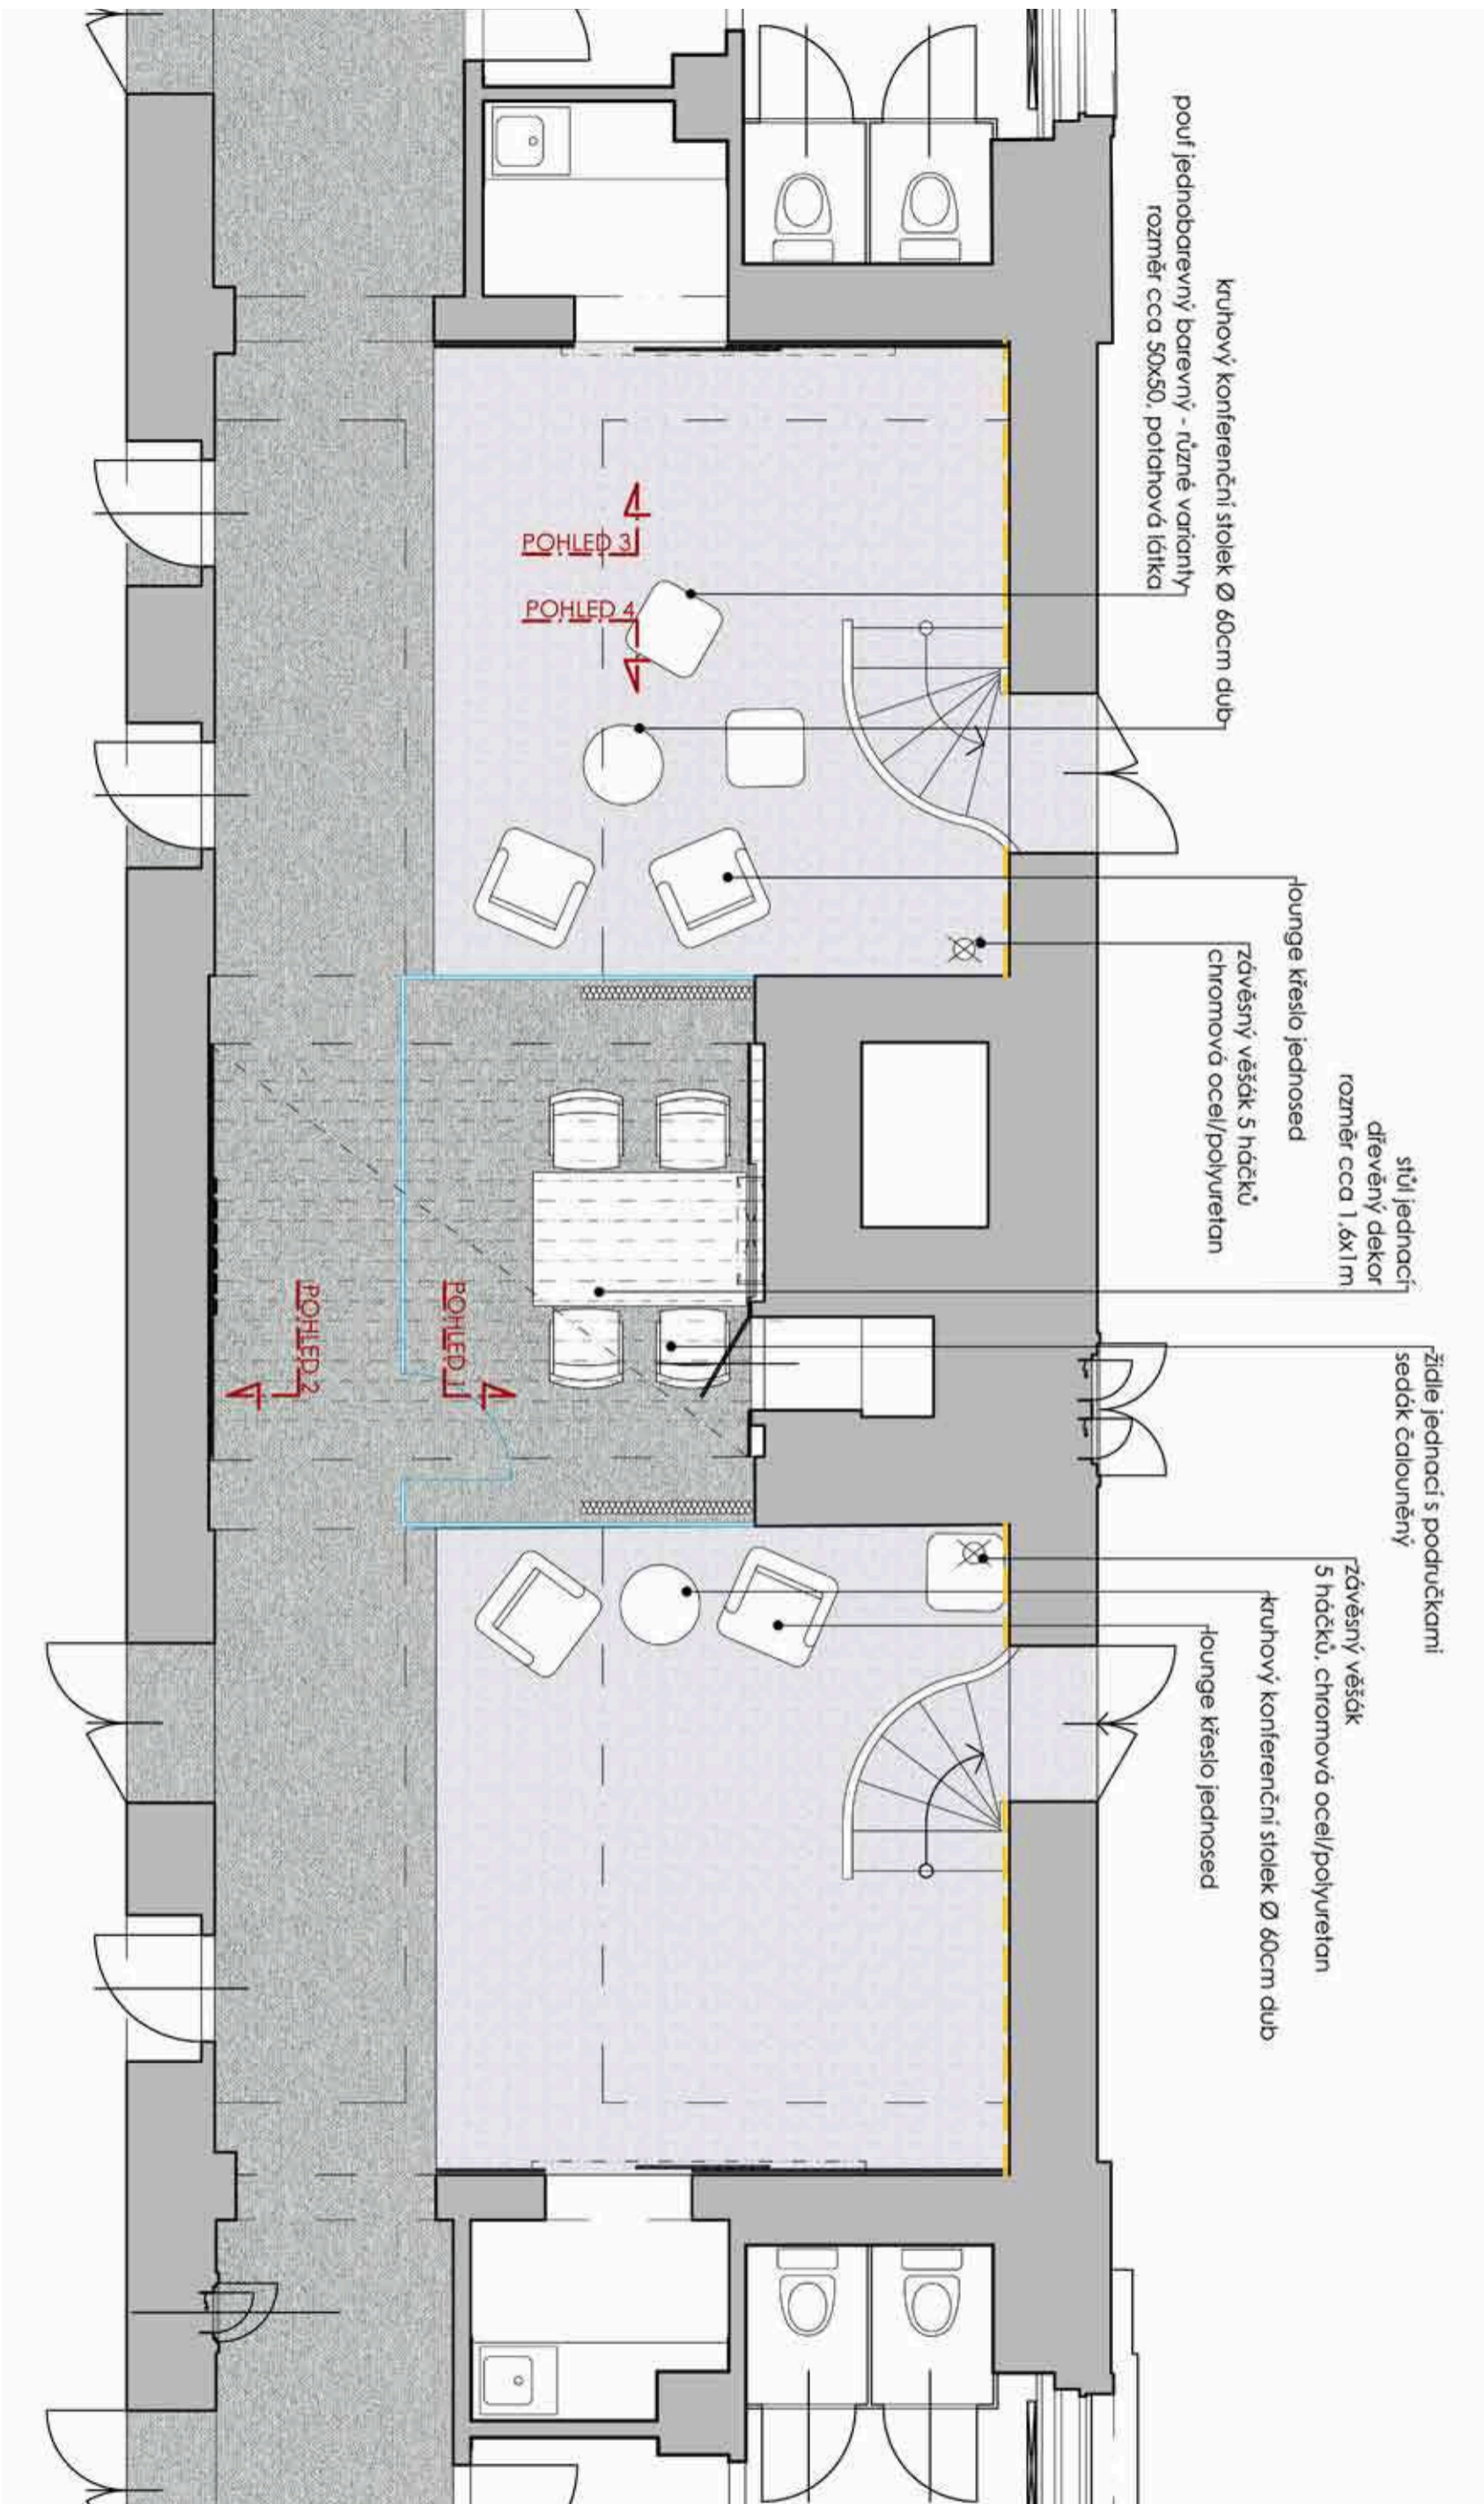 pouf jednobarevný barevný - různé varianty
rozměr cca 50x50, potahová látka
kruhový konferenční stolek Ø 60cm dub
lounge křeslo jednosed
závěsný věšák 5 háčků
chromová ocel/polyuretan
stůl jednací
dřevěný dekor
rozměr cca 1,6x1m
židle jednací s područkami
sedák čalouněný
závěsný věšák
5 háčků, chromová ocel/polyuretan
kruhový konferenční stolek Ø 60cm dub
lounge křeslo jednosed
POHLED 3
POHLED 4
POHLED 2
POHLED 1